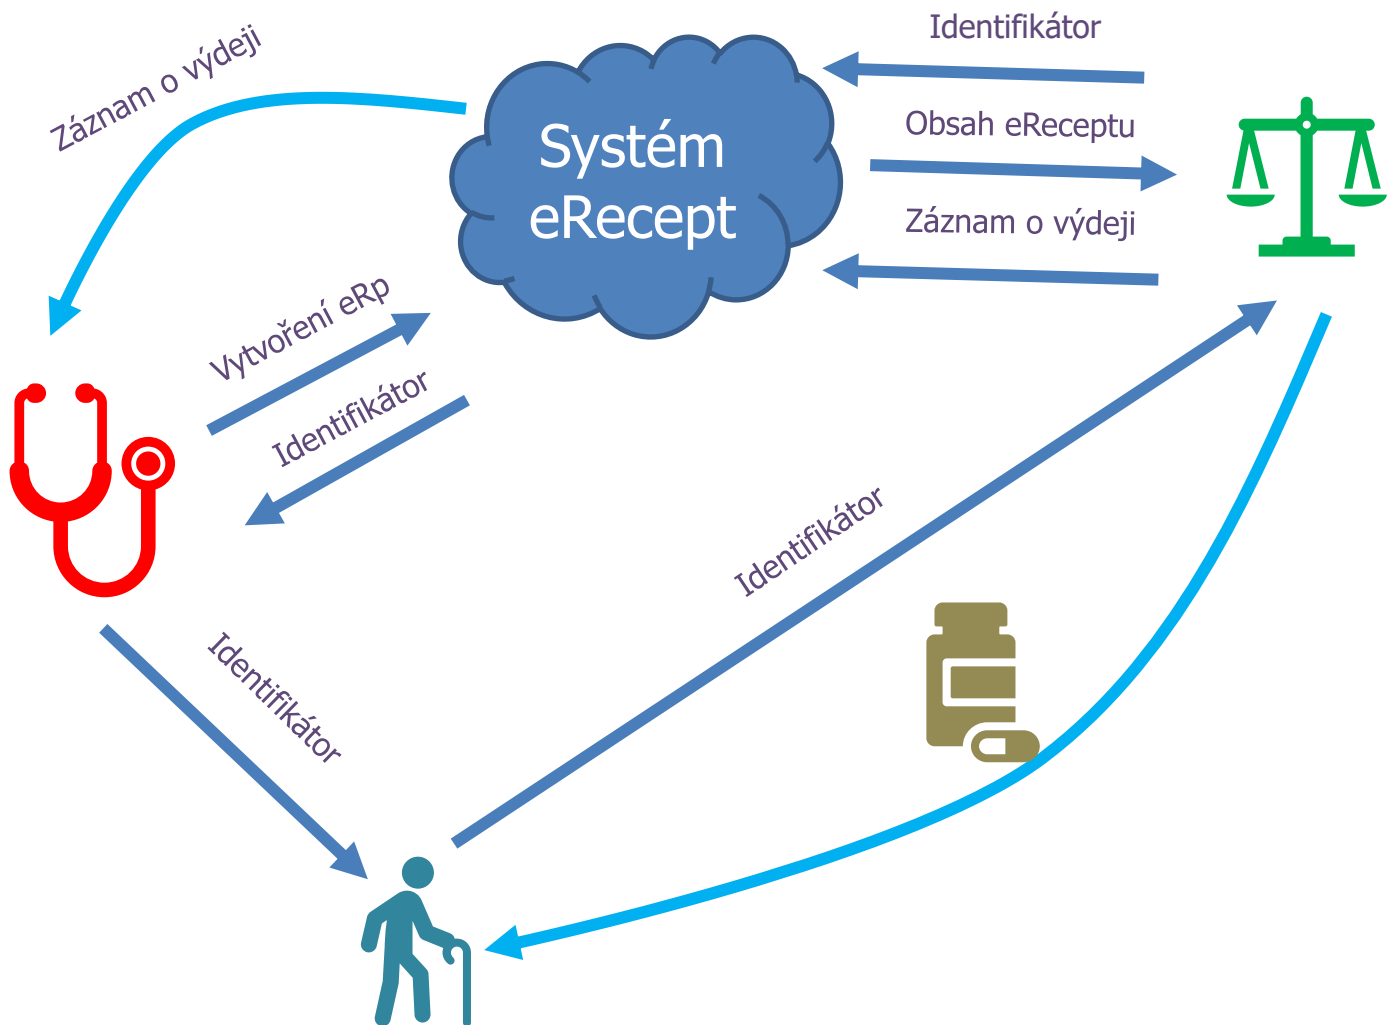 Identifikátor
Záznam o výdeji
Systém
eRecept
Obsah eReceptu
Záznam o výdeji
Vytvoření eRp
Identifikátor
Identifikátor
Identifikátor